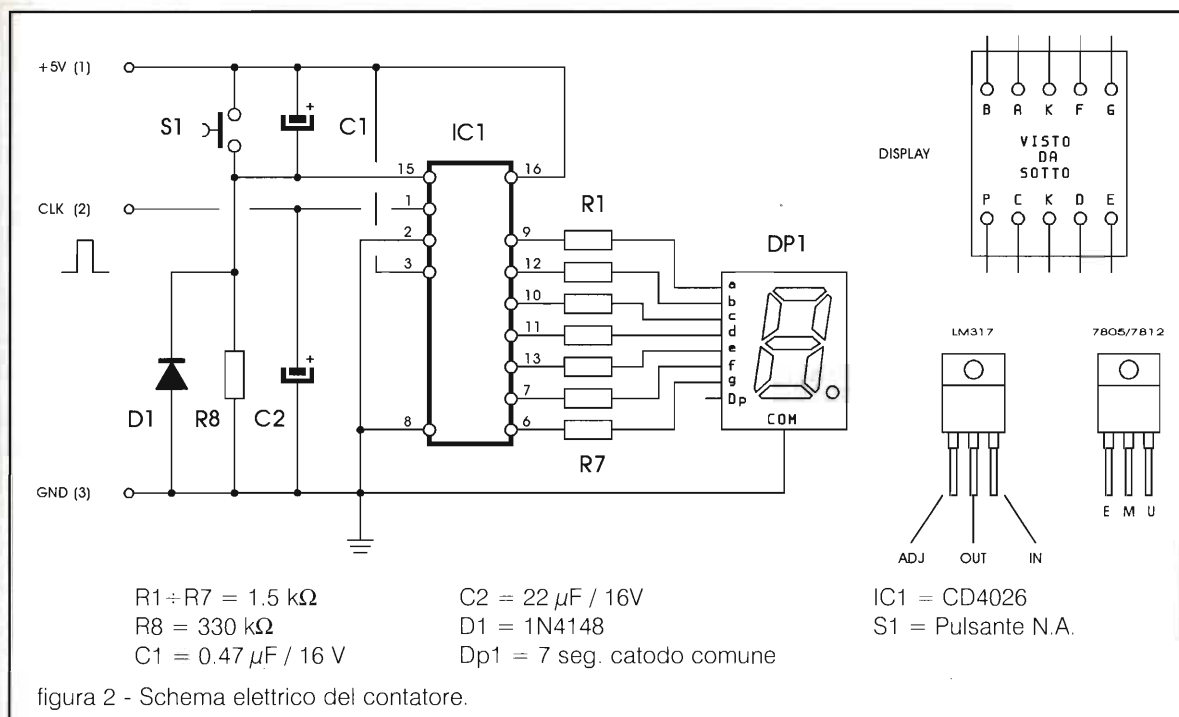 +5V (1)
S1
C1
IC1
CLK (2)
15
16
1
2
3
9
12
10
11
13
7
6
8
R1
R7
DP1
a
b
c
d
e
f
g
Dp
COM
D1
R8
C2
GND (3)
DISPLAY
B A K F G
VISTO
DA
SOTTO
P C K D E
LM317
7805/7812
ADJ OUT IN
E M U
+
+
R1÷R7 = 1.5 kΩ
R8 = 330 kΩ
C1 = 0.47 µF / 16 V
C2 = 22 µF / 16V
D1 = 1N4148
Dp1 = 7 seg. catodo comune
IC1 = CD4026
S1 = Pulsante N.A.
figura 2 - Schema elettrico del contatore.